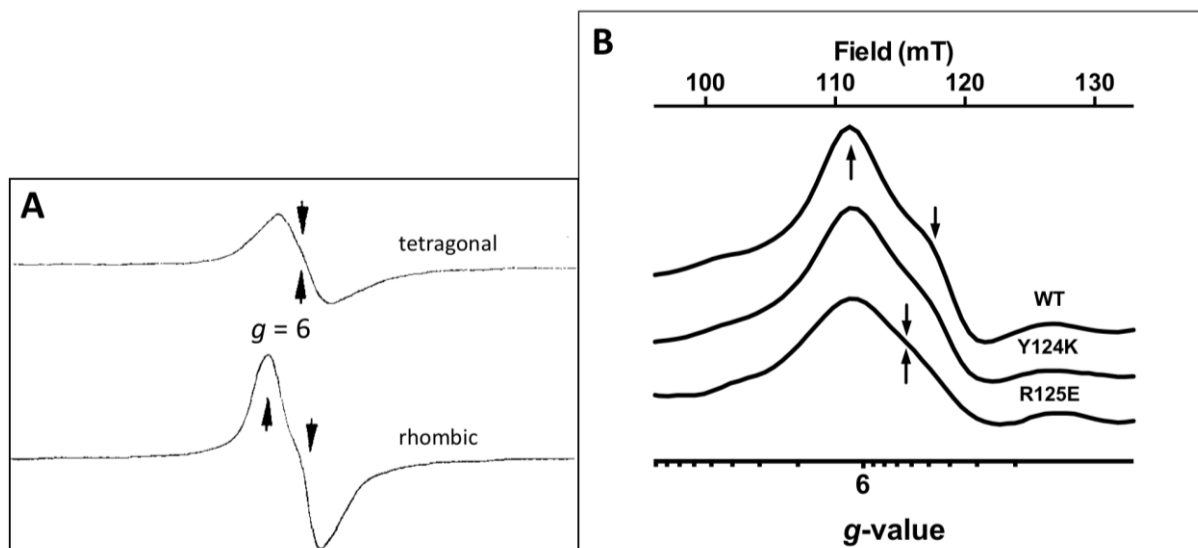 A
tetragonal
g = 6
rhombic
B
Field (mT)
100 110 120 130
WT
Y124K
R125E
6
g-value